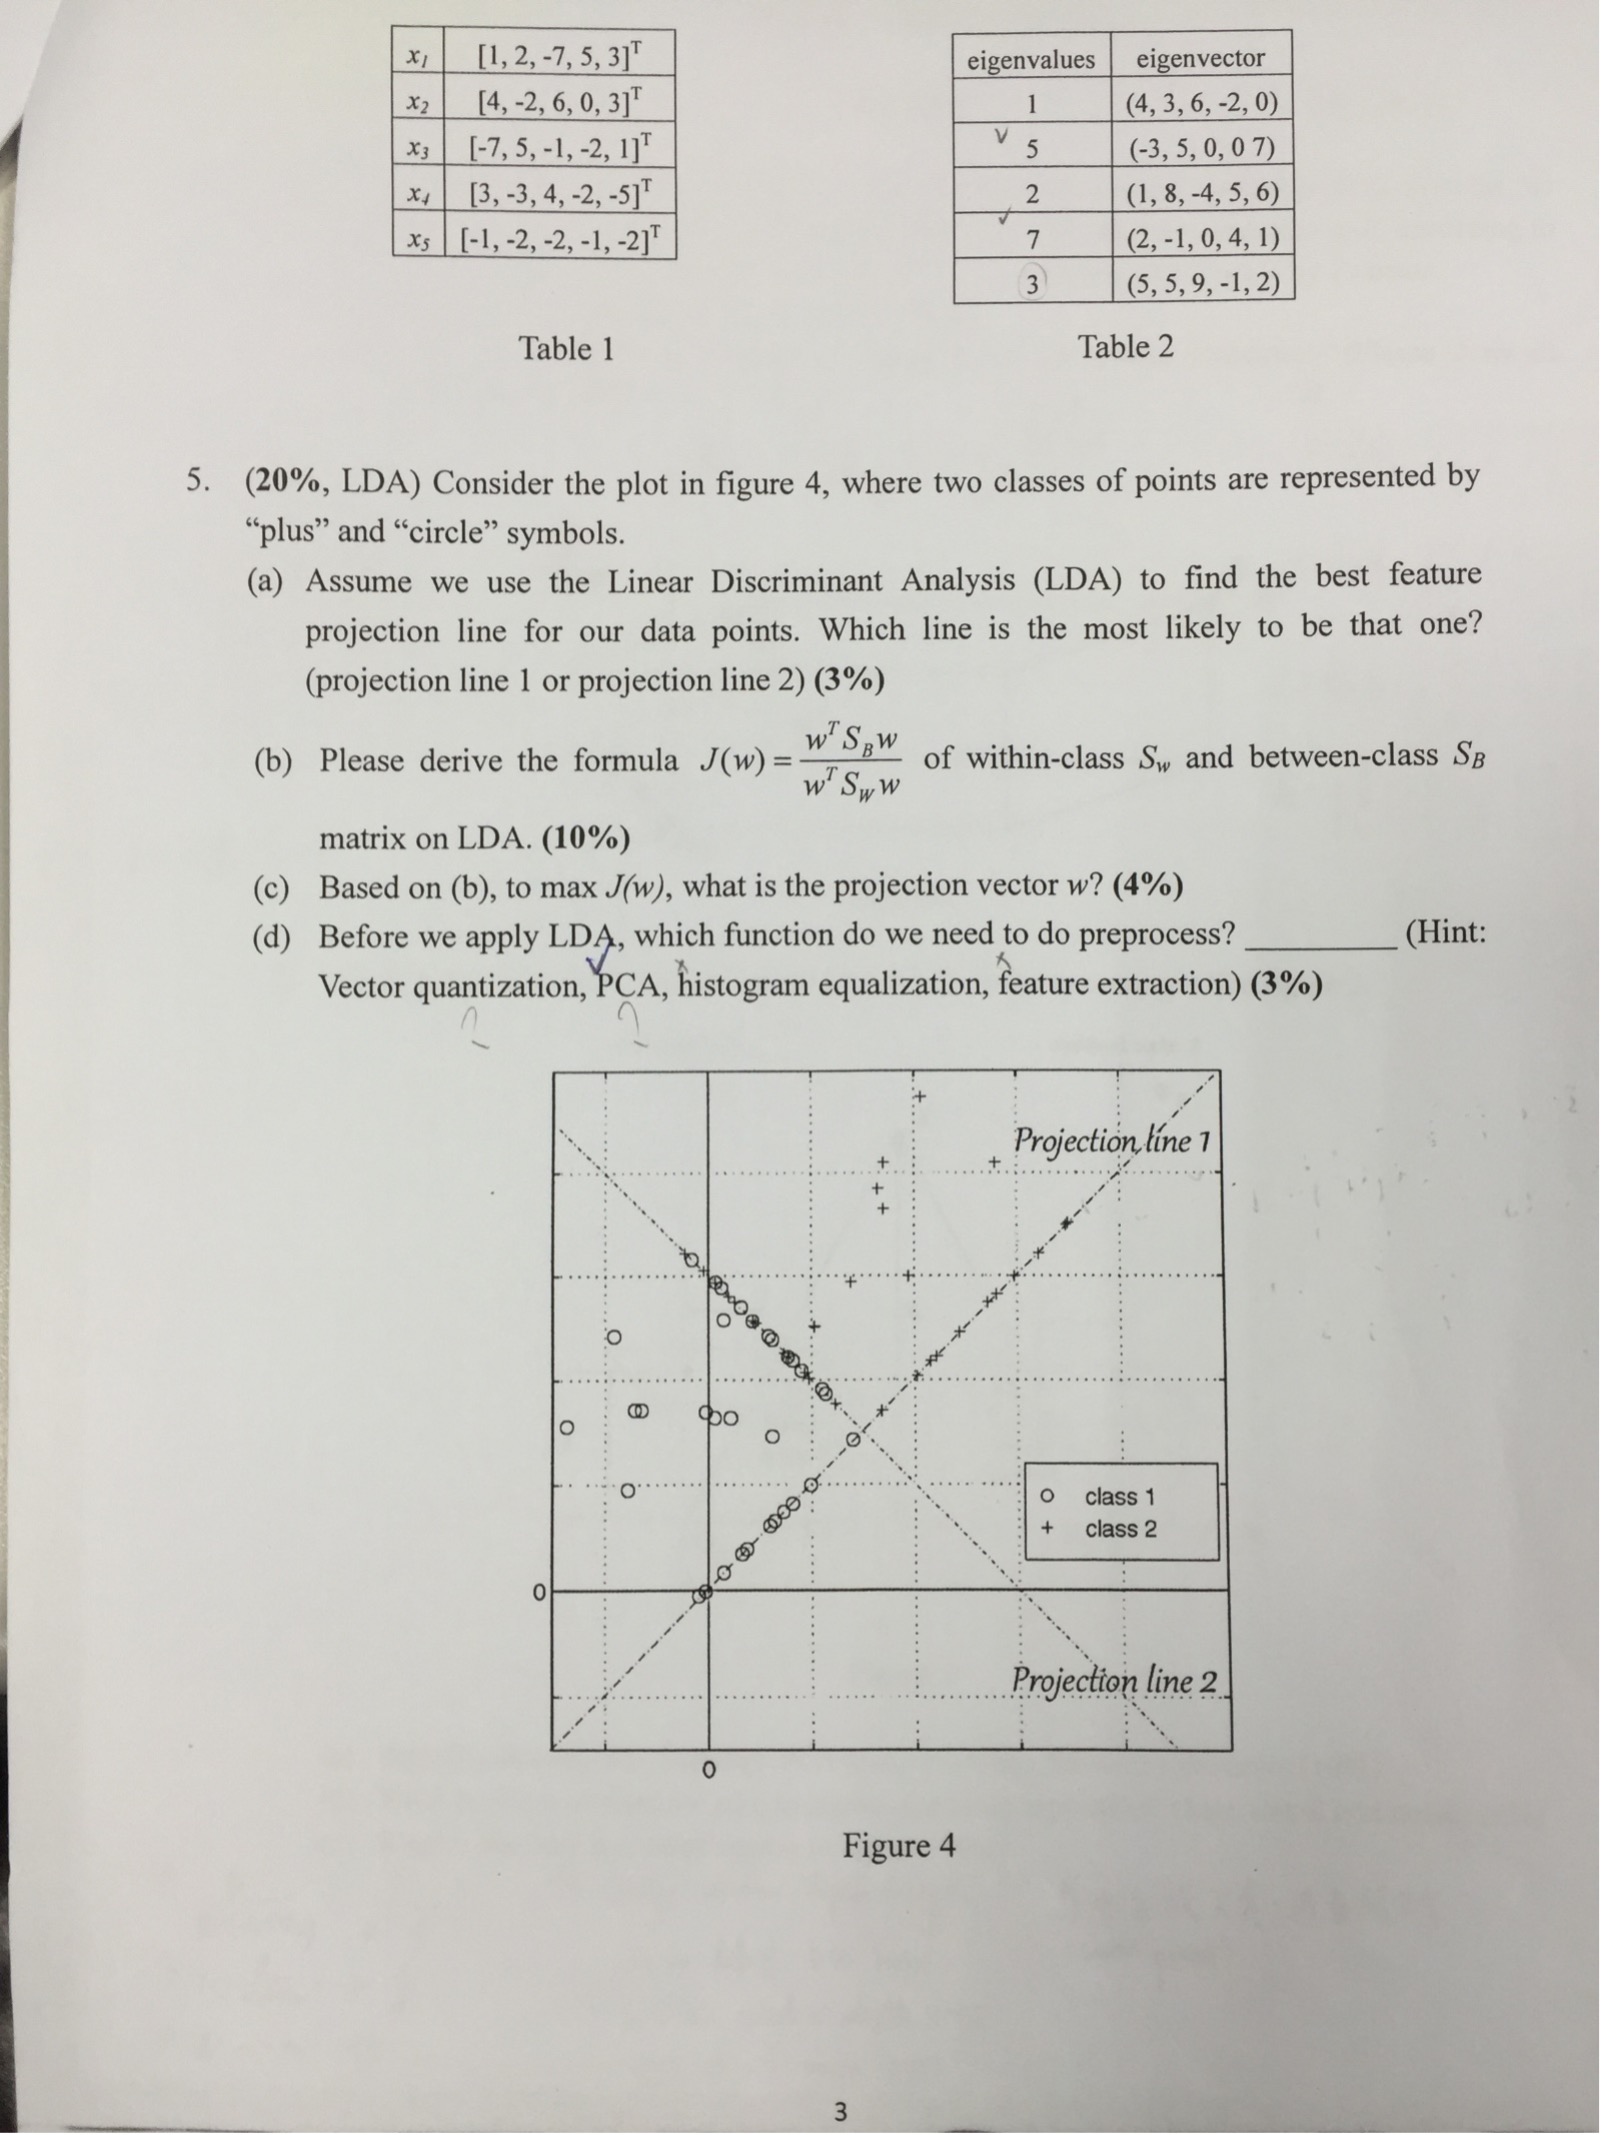 x₁ [1, 2, -7, 5, 3]ᵀ
x₂ [4, -2, 6, 0, 3]ᵀ
x₃ [-7, 5, -1, -2, 1]ᵀ
x₄ [3, -3, 4, -2, -5]ᵀ
x₅ [-1, -2, -2, -1, -2]ᵀ
Table 1
eigenvalues eigenvector
1 (4, 3, 6, -2, 0)
5 (-3, 5, 0, 0 7)
2 (1, 8, -4, 5, 6)
7 (2, -1, 0, 4, 1)
3 (5, 5, 9, -1, 2)
Table 2
5. (20%, LDA) Consider the plot in figure 4, where two classes of points are represented by
“plus” and “circle” symbols.
(a) Assume we use the Linear Discriminant Analysis (LDA) to find the best feature
projection line for our data points. Which line is the most likely to be that one?
(projection line 1 or projection line 2) (3%)
(b) Please derive the formula J(w) = wᵀS_B w / wᵀS_W w of within-class S_w and between-class S_B
matrix on LDA. (10%)
(c) Based on (b), to max J(w), what is the projection vector w? (4%)
(d) Before we apply LDA, which function do we need to do preprocess? __________ (Hint:
Vector quantization, PCA, histogram equalization, feature extraction) (3%)
Projection line 1
class 1
class 2
0
Projection line 2
0
Figure 4
3